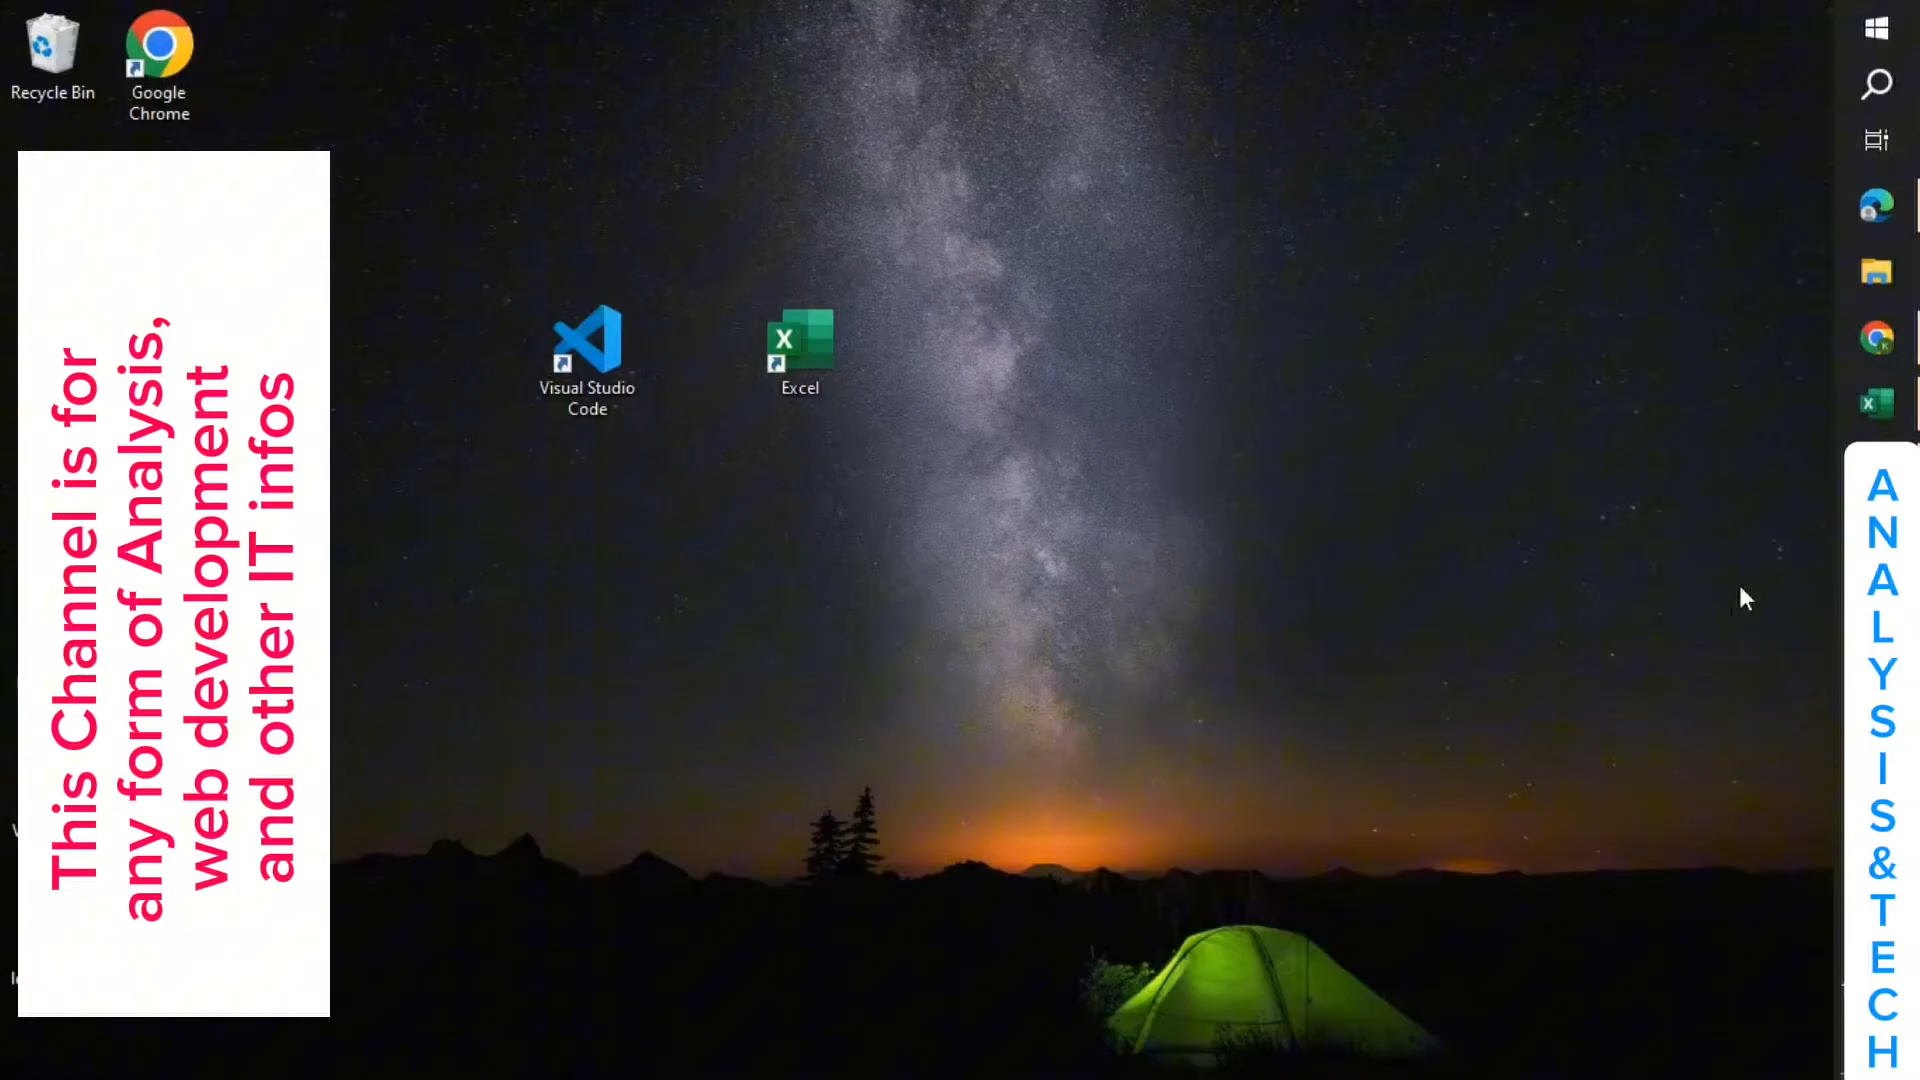 Recycle Bin
Google
Chrome
This Channel is for
any form of Analysis,
web development
and other IT infos
Visual Studio
Code
Excel
ANALYSIS&TECH